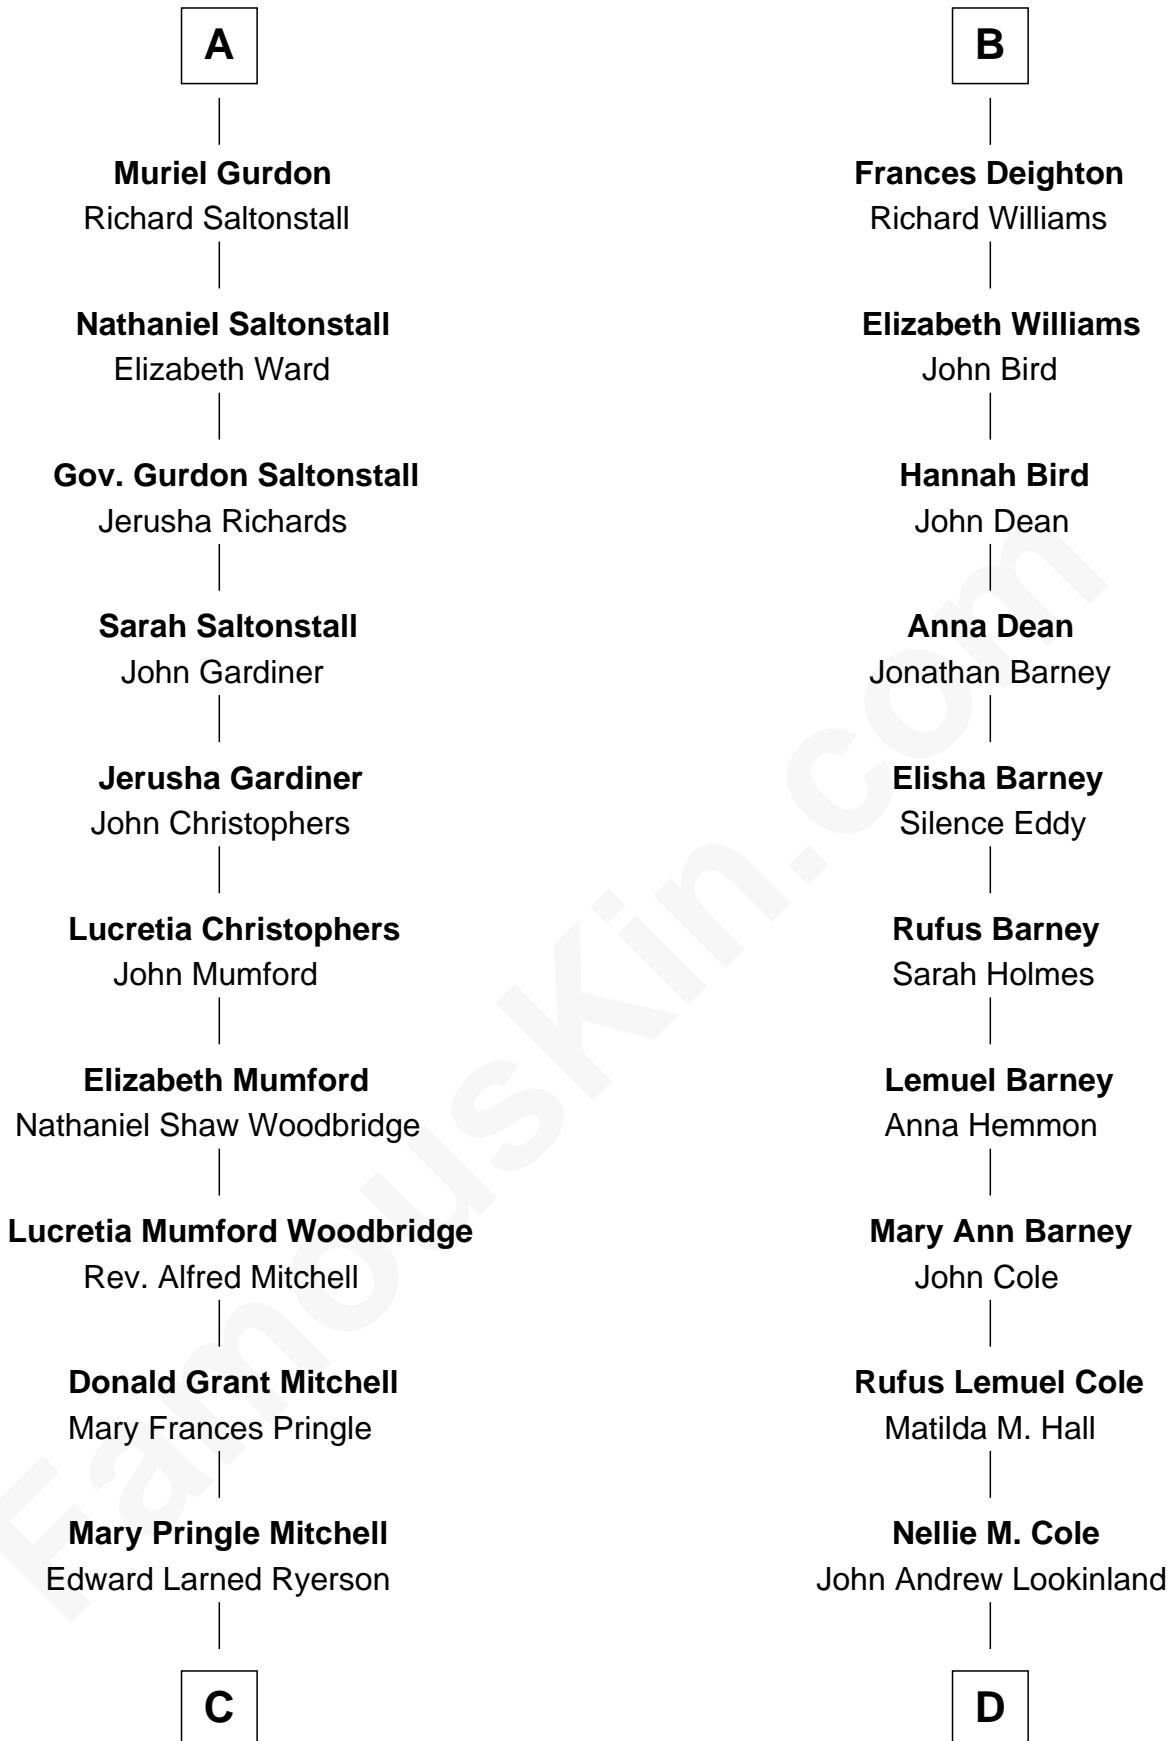 A
Muriel Gurdon
Richard Saltonstall
Nathaniel Saltonstall
Elizabeth Ward
Gov. Gurdon Saltonstall
Jerusha Richards
Sarah Saltonstall
John Gardiner
Jerusha Gardiner
John Christophers
Lucretia Christophers
John Mumford
Elizabeth Mumford
Nathaniel Shaw Woodbridge
Lucretia Mumford Woodbridge
Rev. Alfred Mitchell
Donald Grant Mitchell
Mary Frances Pringle
Mary Pringle Mitchell
Edward Larned Ryerson
C
B
Frances Deighton
Richard Williams
Elizabeth Williams
John Bird
Hannah Bird
John Dean
Anna Dean
Jonathan Barney
Elisha Barney
Silence Eddy
Rufus Barney
Sarah Holmes
Lemuel Barney
Anna Hemmon
Mary Ann Barney
John Cole
Rufus Lemuel Cole
Matilda M. Hall
Nellie M. Cole
John Andrew Lookinland
D
FamousKin.com